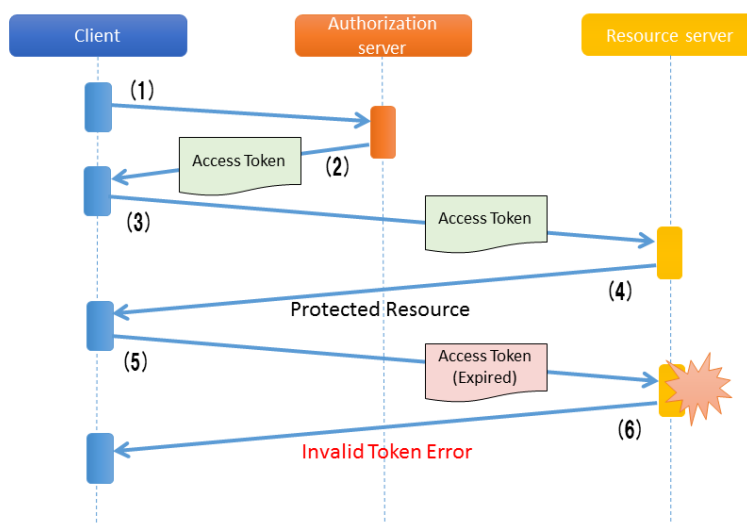 Client
Authorization
server
Resource server
(1)
Access Token
(2)
(3)
Access Token
(4)
Protected Resource
(5)
Access Token
(Expired)
(6)
Invalid Token Error